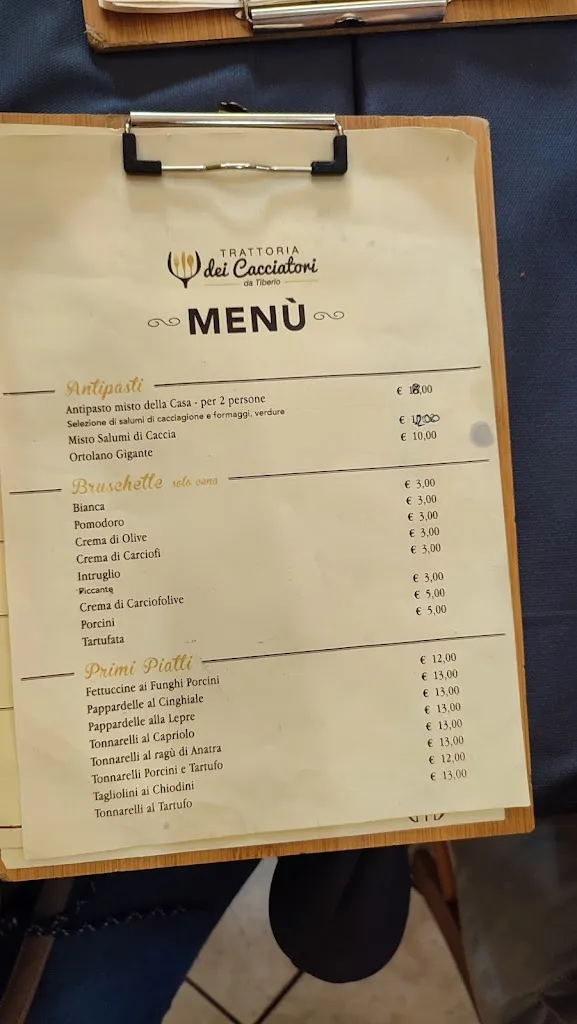 TRATTORIA
dei Cacciatori
da Tiberio
MENÙ
Antipasti
Antipasto misto della Casa - per 2 persone € 18,00
Selezione di salumi di cacciagione e formaggi, verdure
Misto Salumi di Caccia €
Ortolano Gigante € 10,00
Bruschette solo cena
Bianca € 3,00
Pomodoro € 3,00
Crema di Olive € 3,00
Crema di Carciofi € 3,00
Intruglio € 3,00
Piccante
Crema di Carciofolive € 3,00
Porcini € 5,00
Tartufata € 5,00
Primi Piatti
Fettuccine ai Funghi Porcini € 12,00
Pappardelle al Cinghiale € 13,00
Pappardelle alla Lepre € 13,00
Tonnarelli al Capriolo € 13,00
Tonnarelli al ragù di Anatra € 13,00
Tonnarelli Porcini e Tartufo € 13,00
Tagliolini ai Chiodini € 12,00
Tonnarelli al Tartufo € 13,00